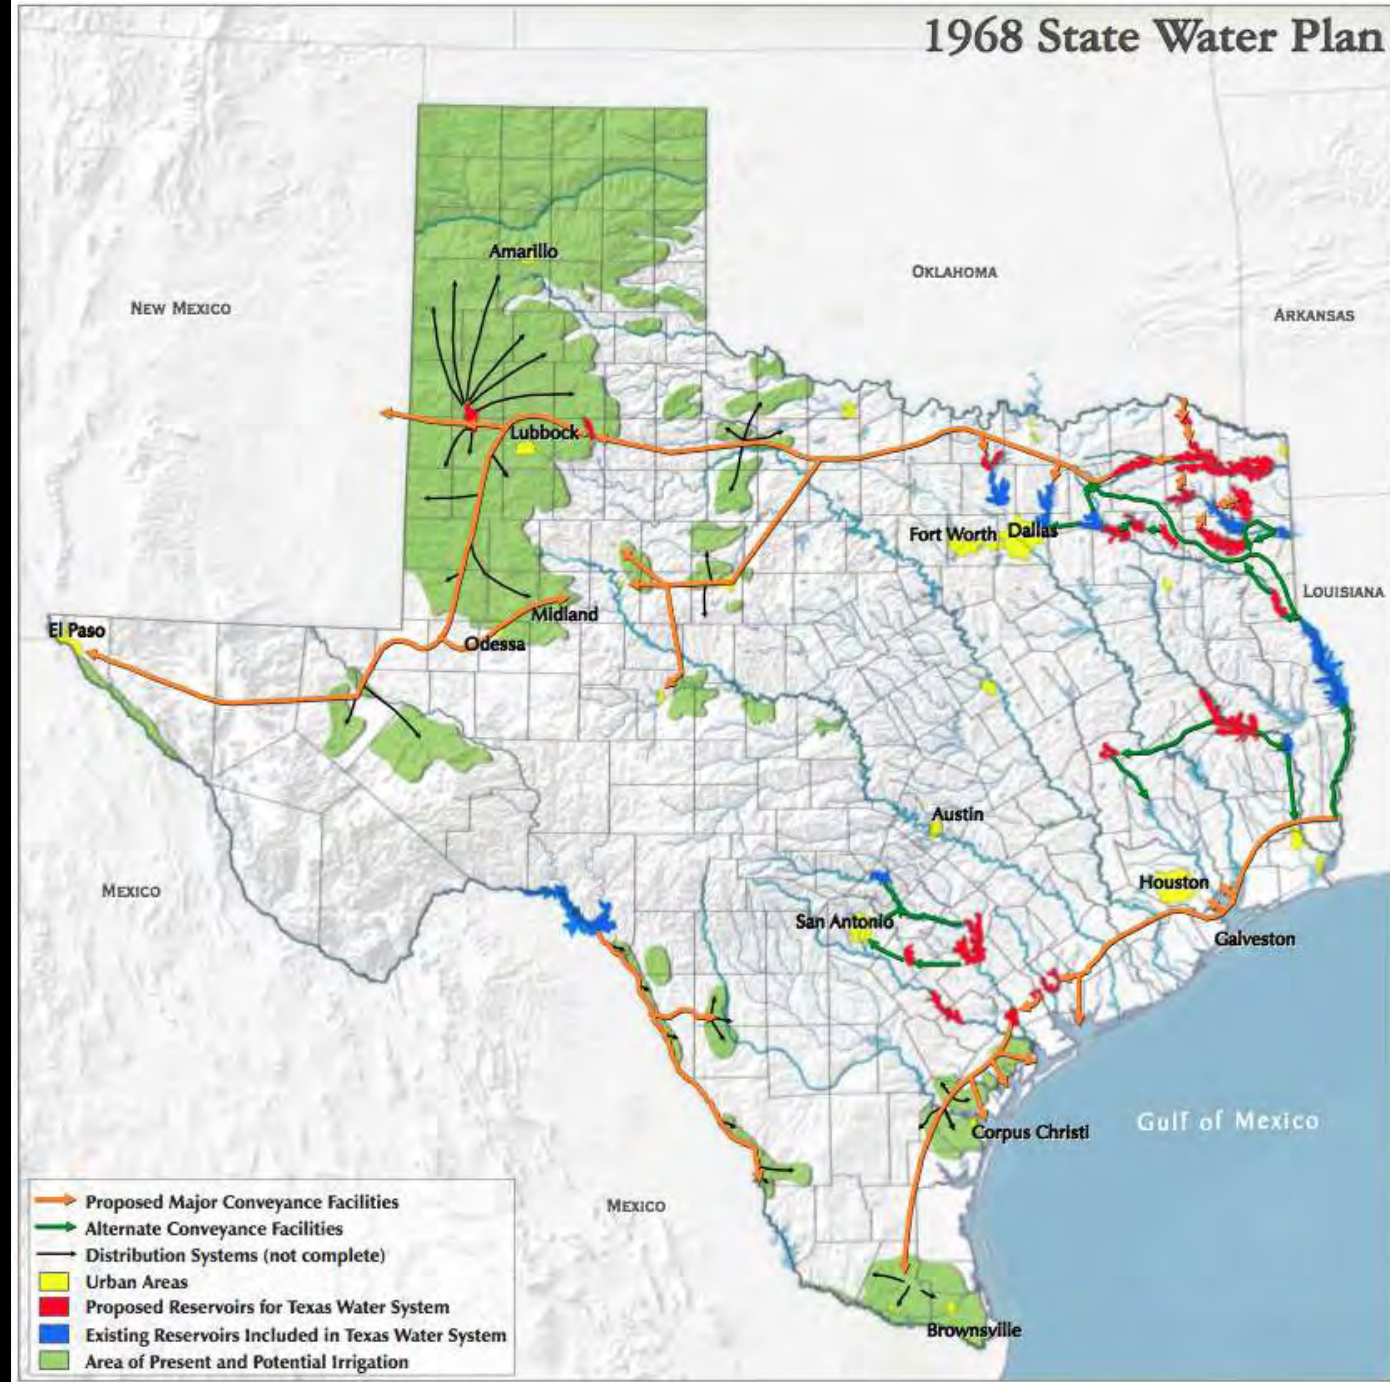 1968 State Water Plan
Amarillo
OKLAHOMA
NEW MEXICO
ARKANSAS
Lubbock
Fort Worth
Dallas
LOUISIANA
Midland
El Paso
Odessa
Austin
MEXICO
Houston
San Antonio
Galveston
Gulf of Mexico
Corpus Christi
MEXICO
Brownsville
Proposed Major Conveyance Facilities
Alternate Conveyance Facilities
Distribution Systems (not complete)
Urban Areas
Proposed Reservoirs for Texas Water System
Existing Reservoirs Included in Texas Water System
Area of Present and Potential Irrigation